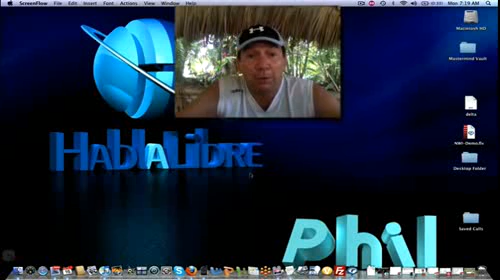 ScreenFlow File Edit Insert Font Actions View Window Help
Mon 7:19 AM
Macintosh HD
Mastermind Vault
delta
HablaLibre
NWF-Demo.flv
Desktop Folder
Phil
Saved Calls